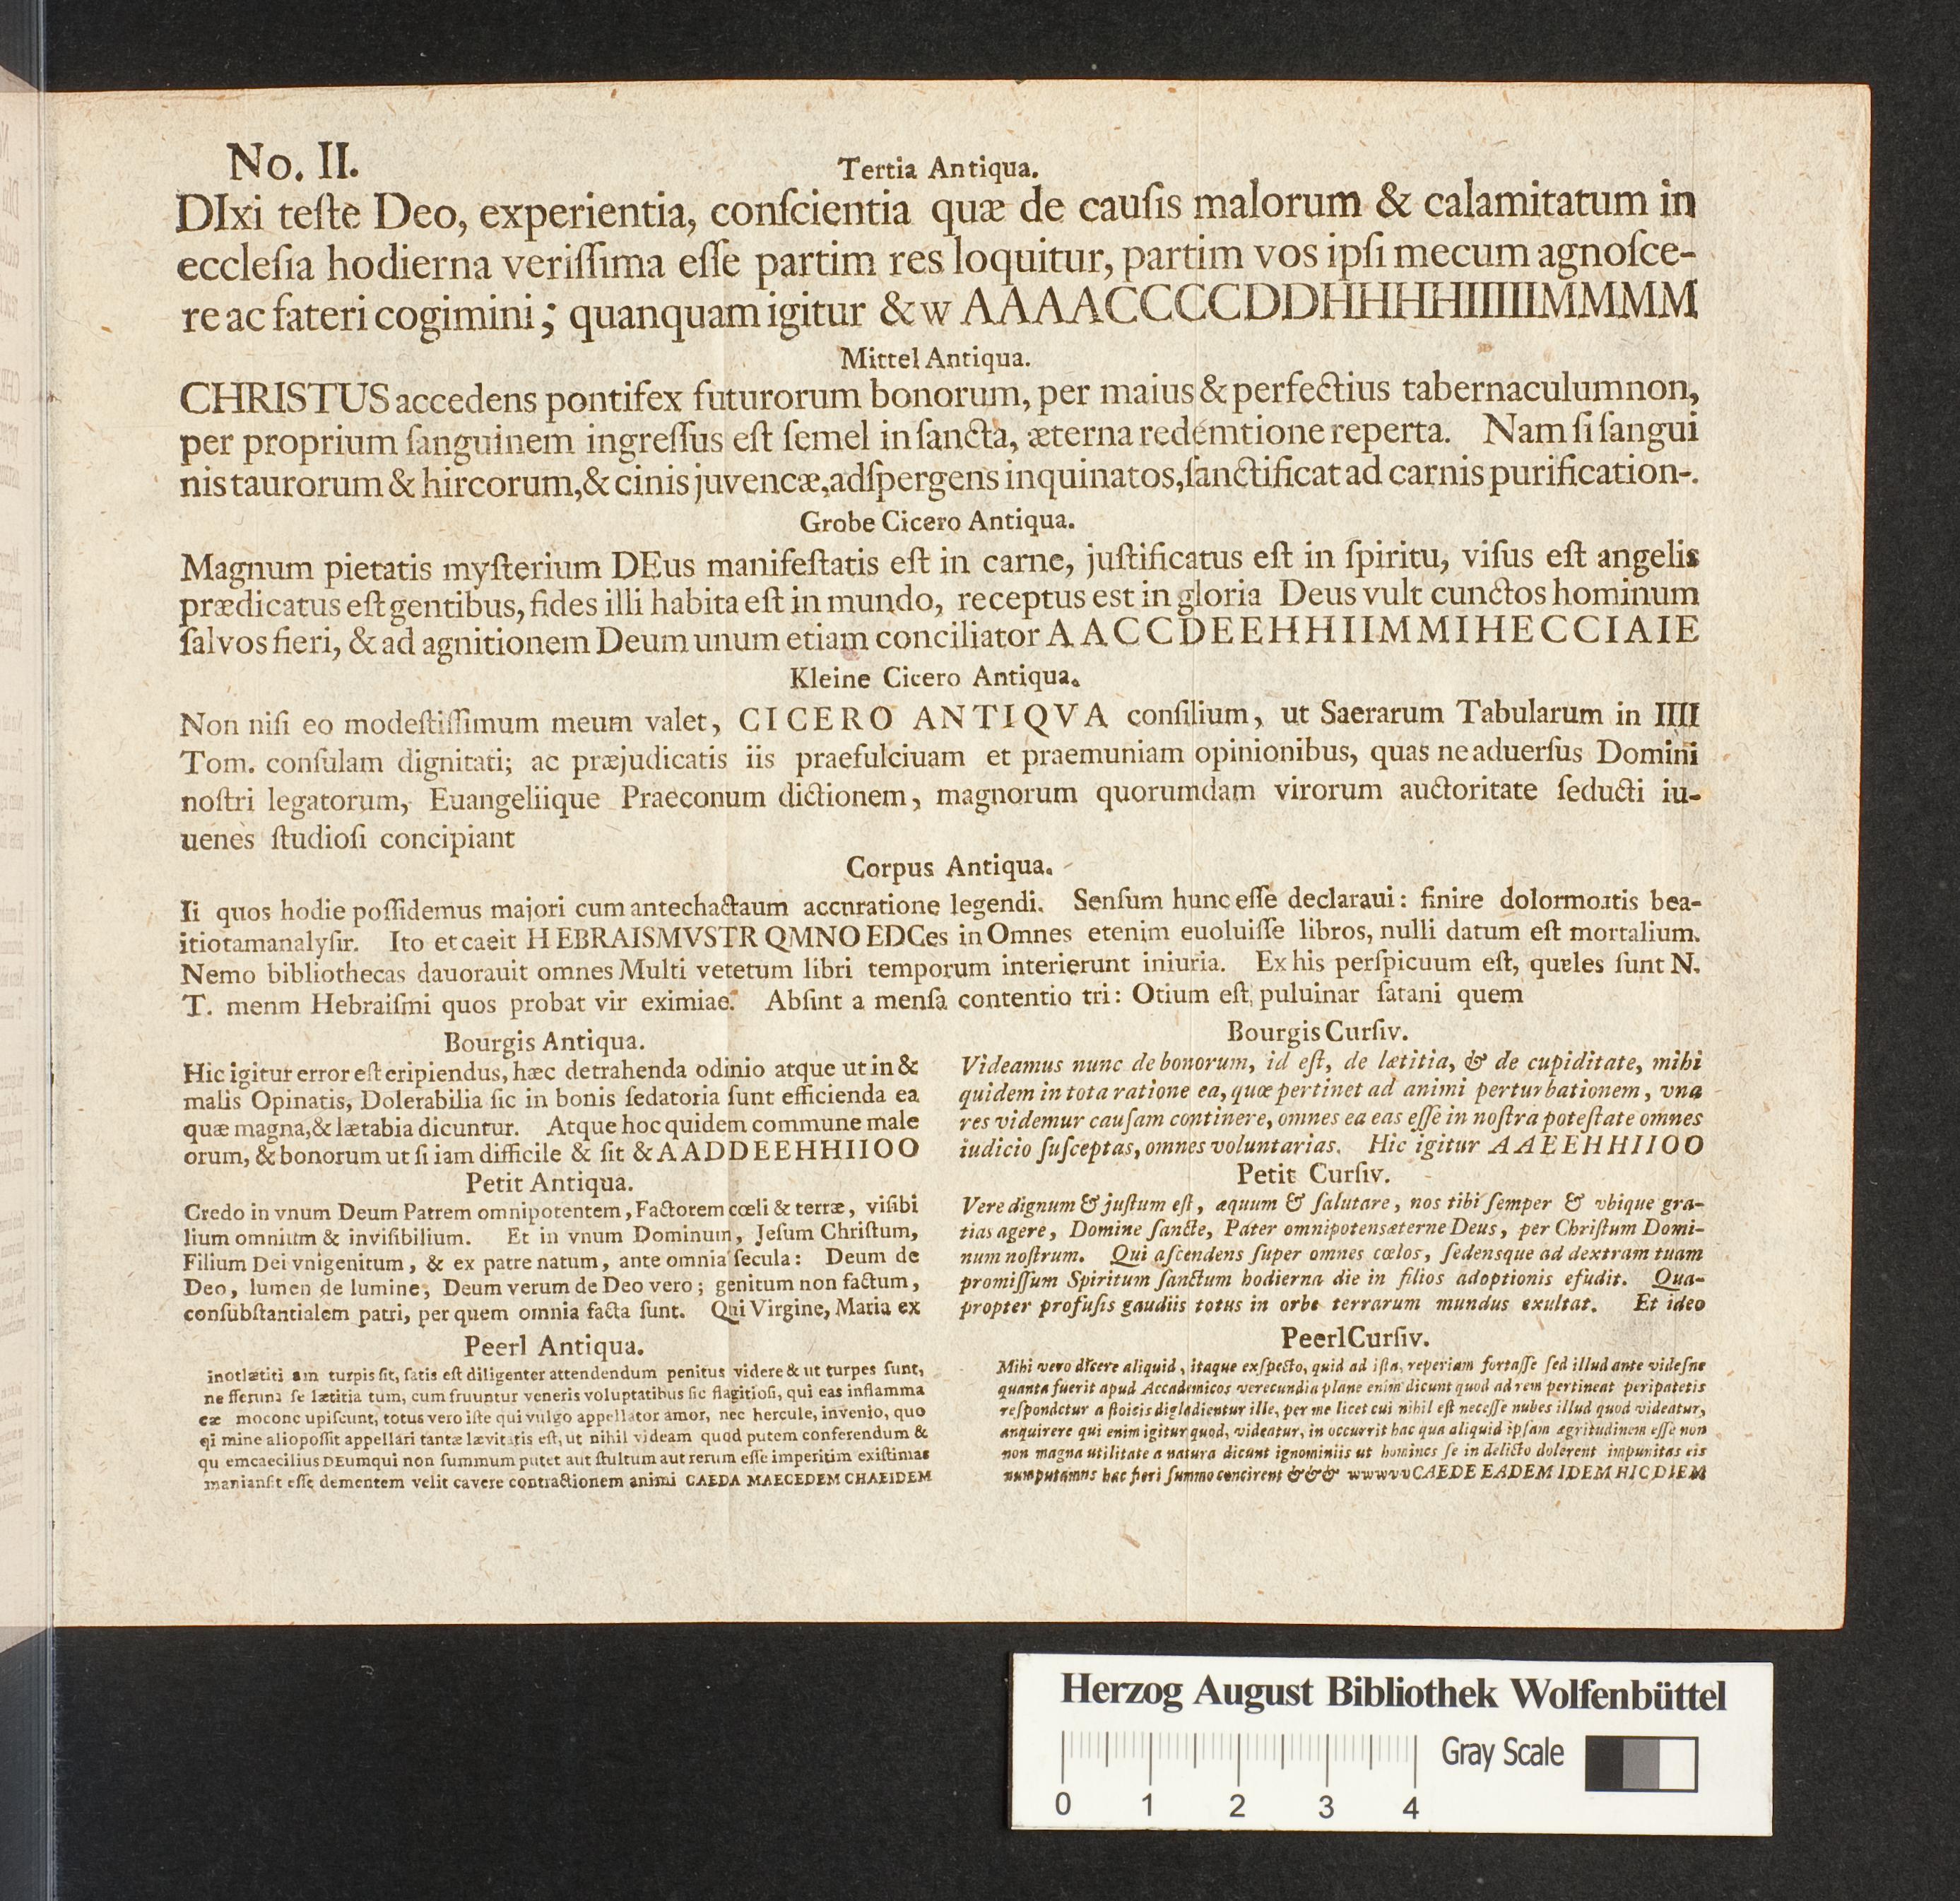 No. II.
Tertia Antiqua.
DIxi teſte Deo, experientia, conſcientia quæ de cauſis malorum & calamitatum in
eccleſia hodierna veriſſima eſſe partim res loquitur, partim vos ipſi mecum agnoſce-
re ac fateri cogimini; quanquam igitur & w AAAACCCCDDHHHHIIIIIIMMMM
Mittel Antiqua.
CHRISTUS accedens pontifex futurorum bonorum, per maius & perfectius tabernaculumnon,
per proprium ſanguinem ingreſſus eſt ſemel in ſancta, æterna redemtione reperta. Nam ſi ſangui
nis taurorum & hircorum,& cinis juvencæ,adſpergens inquinatos,ſanctificat ad carnis purification-.
Grobe Cicero Antiqua.
Magnum pietatis myſterium DEus manifeſtatis eſt in carne, juſtificatus eſt in ſpiritu, viſus eſt angelis
prædicatus eſt gentibus, fides illi habita eſt in mundo, receptus est in gloria Deus vult cunctos hominum
ſalvos fieri, & ad agnitionem Deum unum etiam conciliator A A C C D E E H H I I M M I H E C C I A I E
Kleine Cicero Antiqua.
Non niſi eo modeſtiſſimum meum valet, CICERO ANTIQVA conſilium, ut Saerarum Tabularum in IIII
Tom. conſulam dignitati; ac præjudicatis iis praefulciuam et praemuniam opinionibus, quas ne aduerſus Domini
noſtri legatorum, Euangeliique Praeconum dictionem, magnorum quorumdam virorum auctoritate ſeducti iu-
uenes ſtudioſi concipiant
Corpus Antiqua.
Ii quos hodie poſſidemus majori cum antechactaum accnratione legendi. Senſum hunc eſſe declaraui: finire dolormoıtis bea-
itiotamanalyſir. Ito et caeit HEBRAISMVSTR QMNO EDCes in Omnes etenim euoluiſſe libros, nulli datum eſt mortalium.
Nemo bibliothecas dauorauit omnes Multi vetetum libri temporum interierunt iniuria. Ex his perſpicuum eſt, queles ſunt N.
T. menm Hebraiſmi quos probat vir eximiae. Abſint a menſa contentio tri: Otium eſt, puluinar ſatani quem
Bourgis Antiqua.
Hic igitur error eſt eripiendus, hæc detrahenda odinio atque ut in &
malis Opinatis, Dolerabilia ſic in bonis ſedatoria ſunt efficienda ea
quæ magna,& lætabia dicuntur. Atque hoc quidem commune male
orum, & bonorum ut ſi iam difficile & ſit & A A D D E E H H I I O O
Petit Antiqua.
Credo in vnum Deum Patrem omnipotentem, Factorem cœli & terræ, viſibi
lium omnium & inviſibilium. Et in vnum Dominum, Jeſum Chriſtum,
Filium Dei vnigenitum, & ex patre natum, ante omnia ſecula: Deum de
Deo, lumen de lumine, Deum verum de Deo vero; genitum non factum,
conſubſtantialem patri, per quem omnia facta ſunt. Qui Virgine, Maria ex
Peerl Antiqua.
inotlætiti am turpis ſit, ſatis eſt diligenter attendendum penitus videre & ut turpes ſunt,
ne fferuna ſe lætitia tum, cum fruuntur veneris voluptatibus ſic flagitioſi, qui eas inflamma
cæ moconc upiſcunt, totus vero iſte qui vulgo appellator amor, nec hercule, invenio, quo
qi mine aliopoſſit appellari tantæ lævitatis eſt, ut nihil videam quod putem conferendum &
qu emcaecilius DEumqui non ſummum putet aut ſtultum aut rerum eſſe imperitim exiſtimas
manianſit eſſe dementem velit cavere contractionem animi CAEDA MAECEDEM CHAEIDEM
Bourgis Curſiv.
Videamus nunc de bonorum, id eſt, de lætitia, & de cupiditate, mihi
quidem in tota ratione ea, quæ pertinet ad animi perturbationem, vna
res videmur cauſam continere, omnes ea eas eſſe in noſtra poteſtate omnes
iudicio ſuſceptas, omnes voluntarias. Hic igitur A A E E H H I I O O
Petit Curſiv.
Vere dignum & juſtum eſt, æquum & ſalutare, nos tibi ſemper & vbique gra-
tias agere, Domine ſancte, Pater omnipotensæterne Deus, per Chriſtum Domi-
num noſtrum. Qui aſcendens ſuper omnes cœlos, ſedensque ad dextram tuam
promiſſum Spiritum ſanctum hodierna die in filios adoptionis efudit. Qua-
propter profuſis gaudiis totus in orbe terrarum mundus exultat. Et ideo
PeerlCurſiv.
Mihi vero dicere aliquid, itaque exſpecto, quid ad iſta, reperiam fortaſſe ſed illud ante videſne
quanta fuerit apud Accademicos verecundia plane enim dicunt quod ad rem pertineat peripatetis
reſpondetur a ſtoicis digladientur ille, per me licet cui nihil eſt neceſſe nubes illud quod videatur,
anquirere qui enim igitur quod, videatur, in occurrit hac qua aliquid ipſam ægritudinem eſſe non
non magna utilitate a natura dicunt ignominiis ut homines ſe in delicto dolerent impunitas eis
numputamns hac fieri ſummo concirent &&& wwwvvCAEDE EADEM IDEM HIC DIEM
Herzog August Bibliothek Wolfenbüttel
Gray Scale
0 1 2 3 4